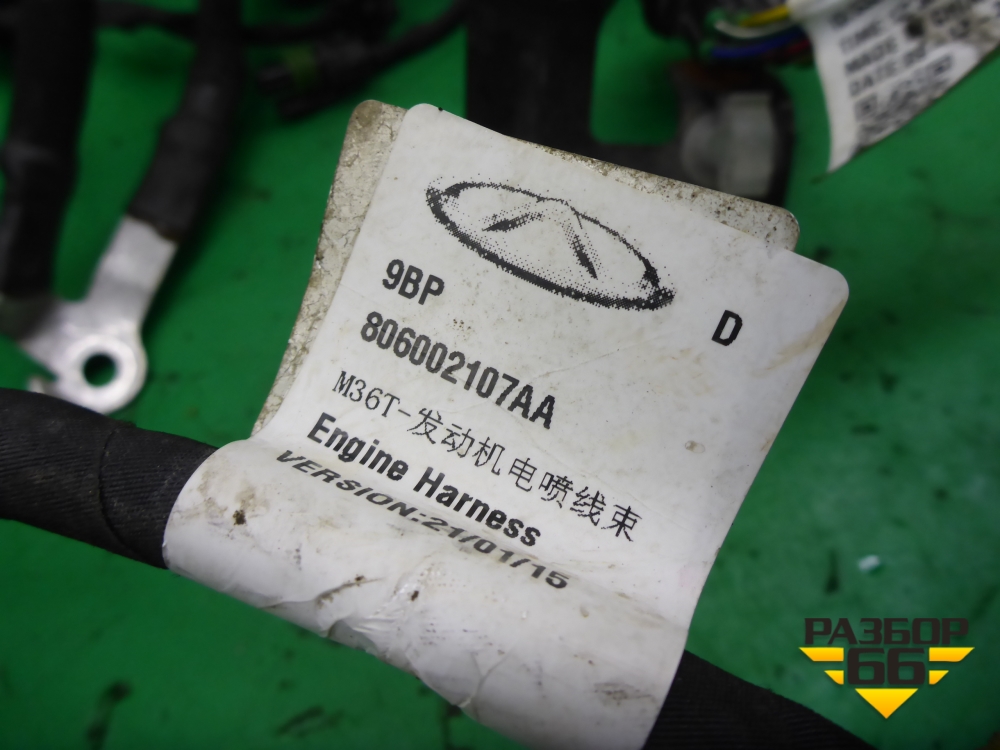 9BP
D
806002107AA
M36T-发动机电喷线束
Engine Harness
VERSION:21/01/15
РАЗБОР
66